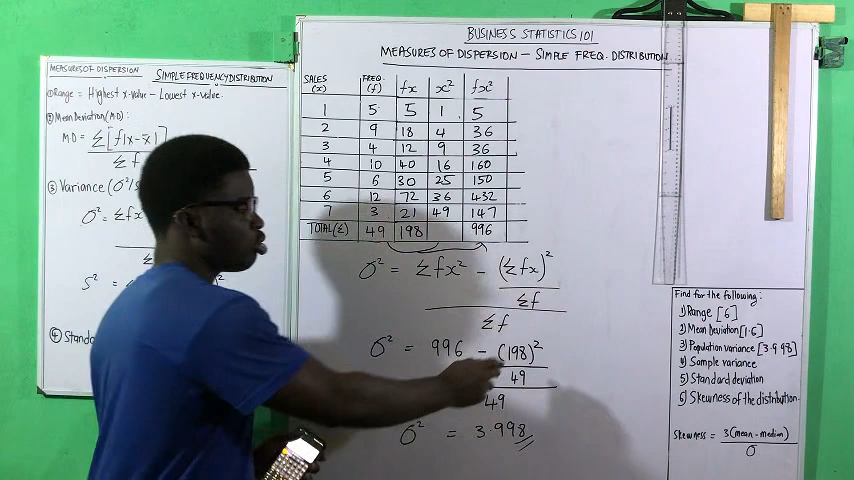 BUSINESS STATISTICS 101
MEASURES OF DISPERSION – SIMPLE FREQ. DISTRIBUTION
MEASURES OF DISPERSION SIMPLE FREQUENCY DISTRIBUTION
① Range = Highest x-value – Lowest x-value.
② Mean Deviation (MD):
MD = Σ[f|x-x̄|]
Σf
③ Variance (σ²/s
σ² = Σfx
Σ
s² =
④ Standa
SALES (x) FREQ. (f) fx x² fx²
1 5 5 1 5
2 9 18 4 36
3 4 12 9 36
4 10 40 16 160
5 6 30 25 150
6 12 72 36 432
7 3 21 49 147
TOTAL(Σ) 49 198 996
σ² = Σfx² – (Σfx)²
Σf
Σf
σ² = 996 – (198)²
49
49
σ² = 3.998
Find for the following:
1) Range [6]
2) Mean Deviation [1.6]
3) Population variance [3.998]
4) Sample variance
5) Standard deviation
6) Skewness of the distribution.
Skewness = 3(mean-median)
σ